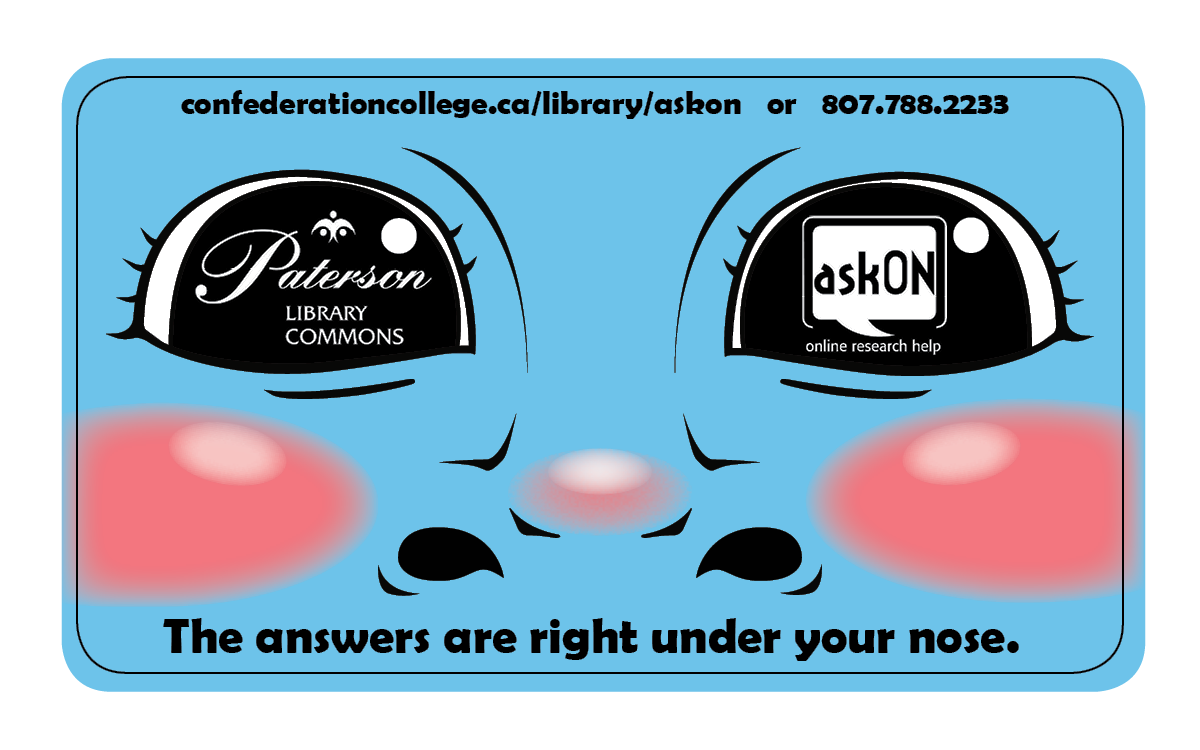 confederationcollege.ca/library/askon or 807.788.2233
Paterson
LIBRARY
COMMONS
askON
online research help
The answers are right under your nose.